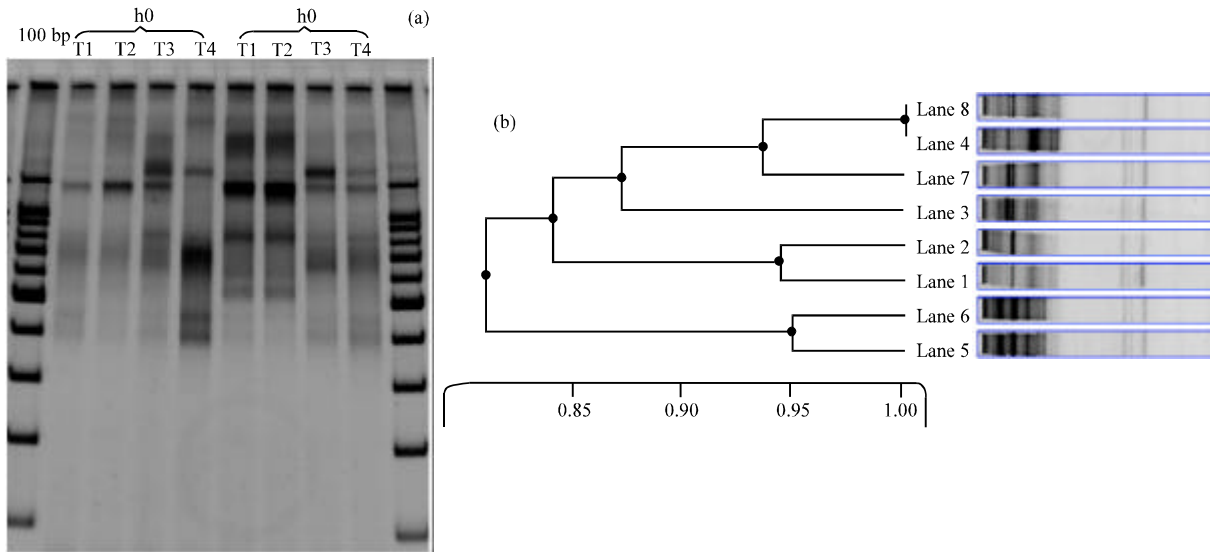 h0 h0 (a)
100 bp T1 T2 T3 T4 T1 T2 T3 T4
(b)
Lane 8
Lane 4
Lane 7
Lane 3
Lane 2
Lane 1
Lane 6
Lane 5
0.85 0.90 0.95 1.00